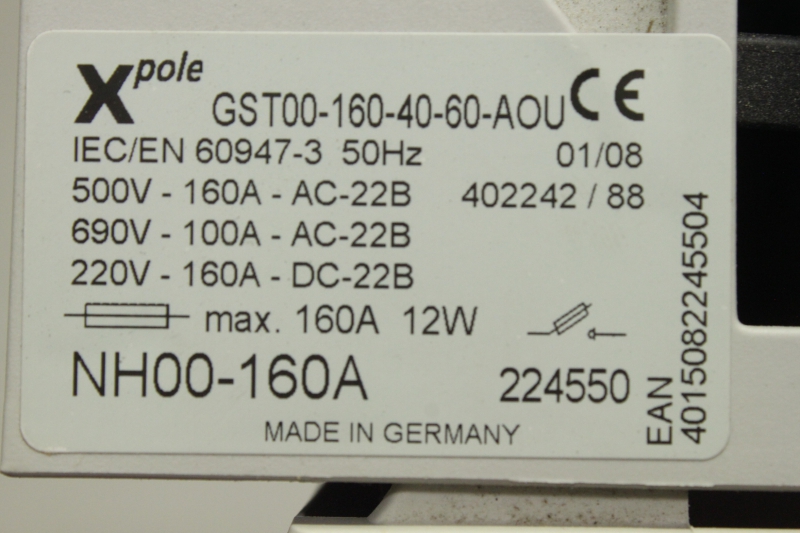 Xpole
GST00-160-40-60-AOU CE
IEC/EN 60947-3 50Hz 01/08
500V - 160A - AC-22B 402242 / 88
690V - 100A - AC-22B
220V - 160A - DC-22B
max. 160A 12W
NH00-160A 224550
MADE IN GERMANY
EAN
4015082245504